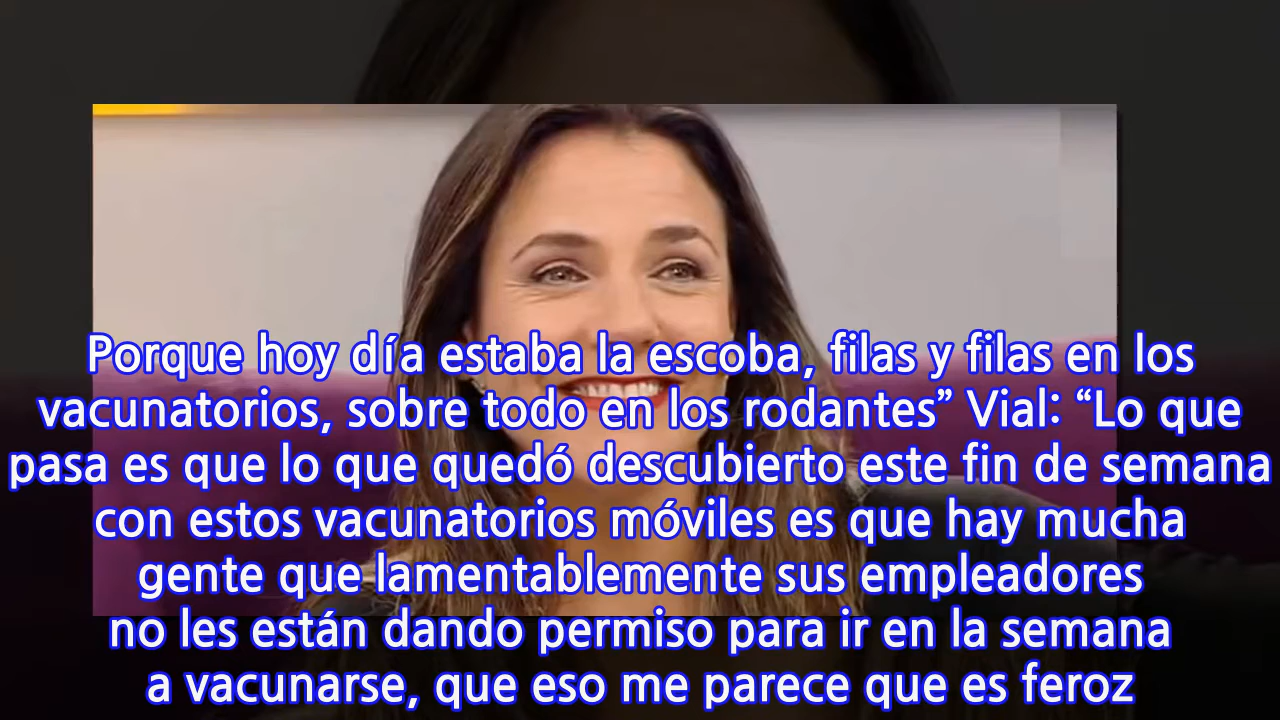 Porque hoy día estaba la escoba, filas y filas en los
vacunatorios, sobre todo en los rodantes” Vial: “Lo que
pasa es que lo que quedó descubierto este fin de semana
con estos vacunatorios móviles es que hay mucha
gente que lamentablemente sus empleadores
no les están dando permiso para ir en la semana
a vacunarse, que eso me parece que es feroz